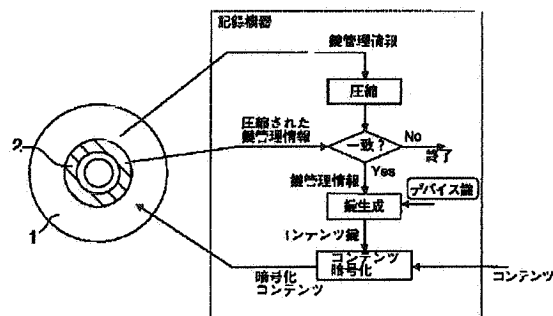 記録機器
鍵管理情報
圧縮
圧縮された
鍵管理情報
一致?
No
終了
Yes
鍵管理情報
デバイス鍵
鍵生成
コンテンツ鍵
コンテンツ
暗号化
暗号化
コンテンツ
コンテンツ
2
1